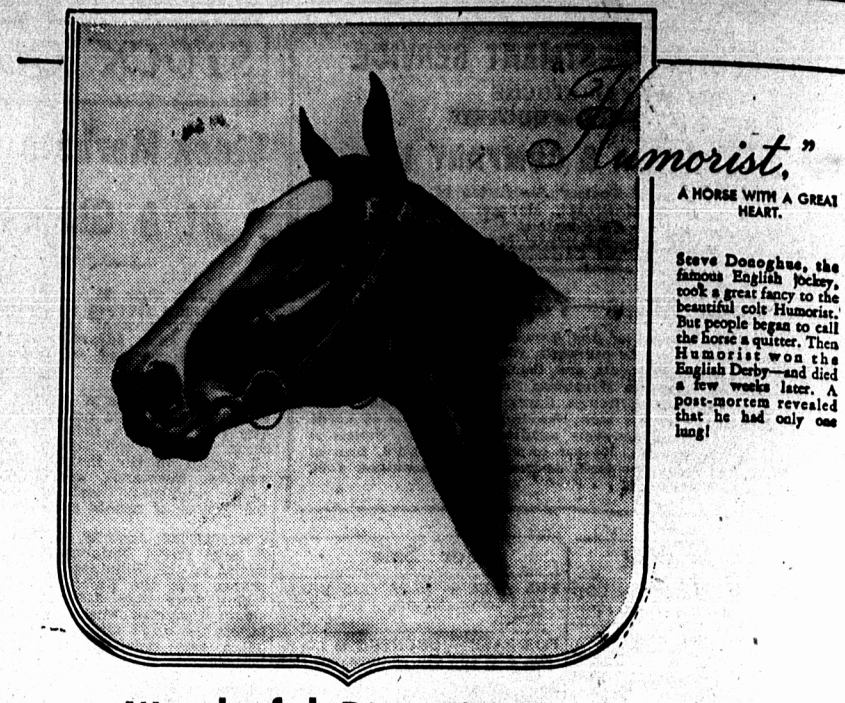 "Humorist."
A HORSE WITH A GREAT
HEART.
Steve Donoghue, the
famous English jockey,
took a great fancy to the
beautiful colt Humorist.
But people began to call
the horse a quitter. Then
Humorist won the
English Derby—and died
a few weeks later. A
post-mortem revealed
that he had only one
lung!